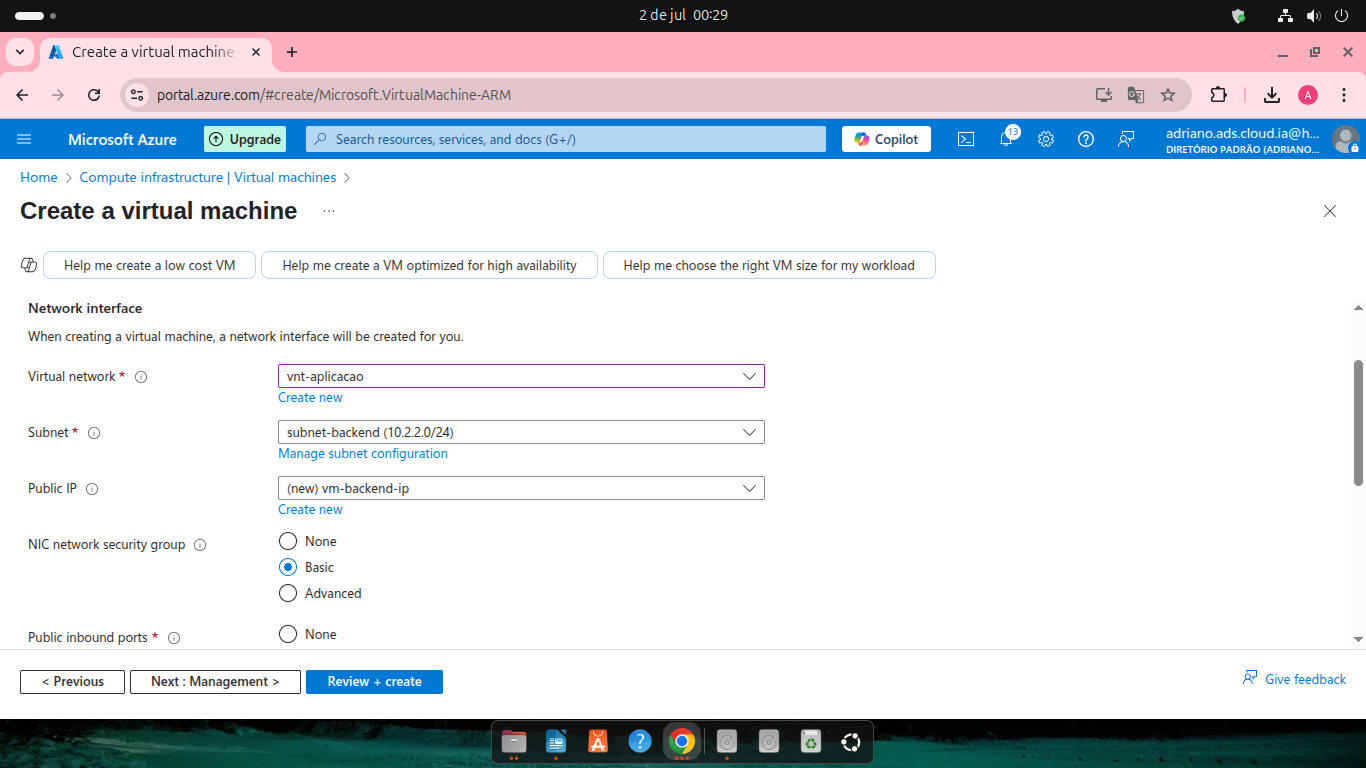 2 de jul 00:29
Create a virtual machine
portal.azure.com/#create/Microsoft.VirtualMachine-ARM
A
Microsoft Azure
Upgrade
Search resources, services, and docs (G+/)
Copilot
13
adriano.ads.cloud.ia@h...
DIRETÓRIO PADRÃO (ADRIANO...
Home > Compute infrastructure | Virtual machines >
Create a virtual machine ...
Help me create a low cost VM
Help me create a VM optimized for high availability
Help me choose the right VM size for my workload
Network interface
When creating a virtual machine, a network interface will be created for you.
Virtual network *
vnt-aplicacao
Create new
Subnet *
subnet-backend (10.2.2.0/24)
Manage subnet configuration
Public IP
(new) vm-backend-ip
Create new
NIC network security group
None
Basic
Advanced
Public inbound ports *
None
< Previous
Next : Management >
Review + create
Give feedback